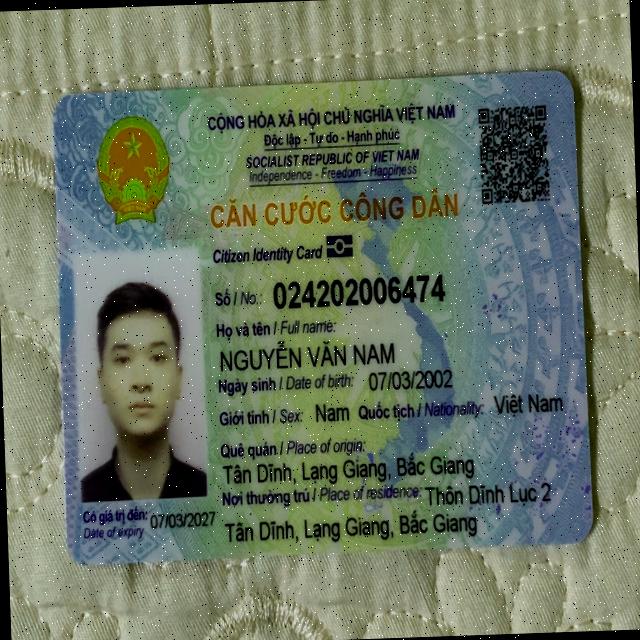 CỘNG HÒA XÃ HỘI CHỦ NGHĨA VIỆT NAM
Độc lập - Tự do - Hạnh phúc
SOCIALIST REPUBLIC OF VIET NAM
Independence - Freedom - Happiness
CĂN CƯỚC CÔNG DÂN
Citizen Identity Card
Số / No.: 024202006474
Họ và tên / Full name:
NGUYỄN VĂN NAM
Ngày sinh / Date of birth: 07/03/2002
Giới tính / Sex: Nam Quốc tịch / Nationality: Việt Nam
Quê quán / Place of origin:
Tân Dĩnh, Lạng Giang, Bắc Giang
Nơi thường trú / Place of residence: Thôn Dĩnh Lục 2
Tân Dĩnh, Lạng Giang, Bắc Giang
Có giá trị đến: 07/03/2027
Date of expiry